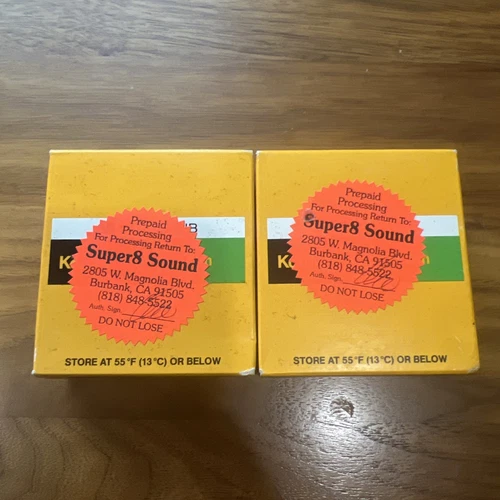 Prepaid
Processing
For Processing Return To:
Super8 Sound
2805 W. Magnolia Blvd.
Burbank, CA 91505
(818) 848-5522
Auth. Sign.
DO NOT LOSE
STORE AT 55°F (13°C) OR BELOW
Prepaid
Processing
For Processing Return To:
Super8 Sound
2805 W. Magnolia Blvd.
Burbank, CA 91505
(818) 848-5522
Auth. Sign.
DO NOT LOSE
STORE AT 55°F (13°C) OR BELOW